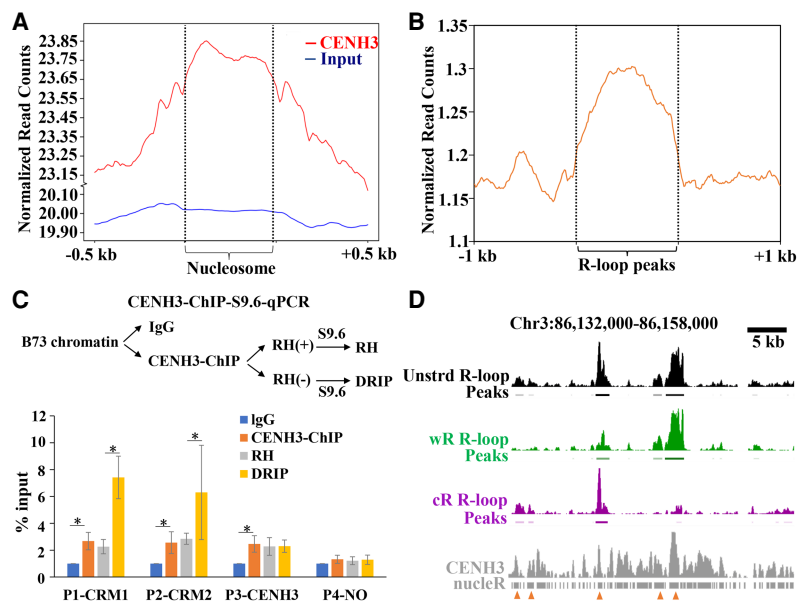 A
Normalized Read Counts
23.85
23.75
23.65
23.55
23.45
23.35
23.25
23.15
20.10
20.00
19.90
CENH3
Input
-0.5 kb
Nucleosome
+0.5 kb
B
Normalized Read Counts
1.35
1.3
1.25
1.2
1.15
1.1
-1 kb
R-loop peaks
+1 kb
C
CENH3-ChIP-S9.6-qPCR
B73 chromatin
IgG
CENH3-ChIP
RH(+)
S9.6
RH
RH(-)
S9.6
DRIP
% input
12
10
8
6
4
2
0
IgG
CENH3-ChIP
RH
DRIP
*
*
*
*
*
P1-CRM1
P2-CRM2
P3-CENH3
P4-NO
D
Chr3:86,132,000-86,158,000
5 kb
Unstrd R-loop
Peaks
wR R-loop
Peaks
cR R-loop
Peaks
CENH3
nucleR